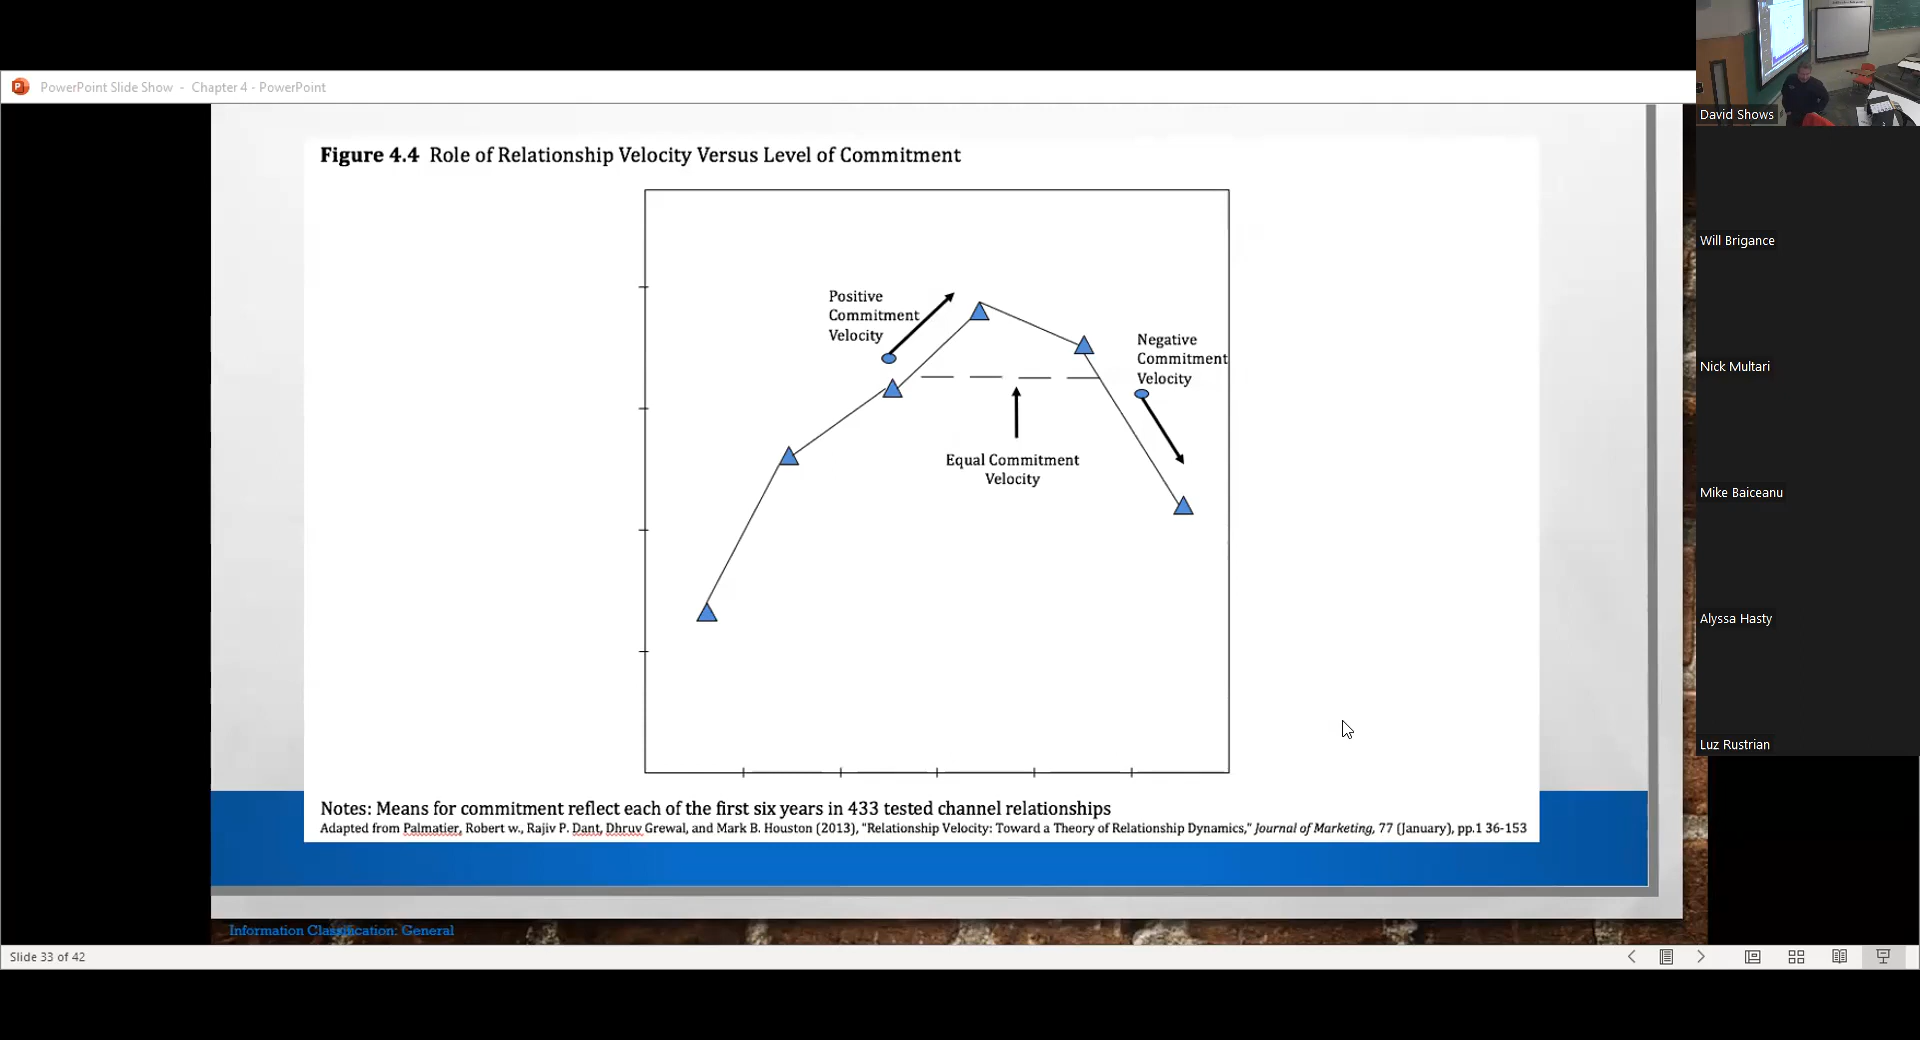 PowerPoint Slide Show - Chapter 4 - PowerPoint
David Shows
Figure 4.4 Role of Relationship Velocity Versus Level of Commitment
Positive
Commitment
Velocity
Negative
Commitment
Velocity
Equal Commitment
Velocity
Will Brigance
Nick Multari
Mike Baiceanu
Alyssa Hasty
Luz Rustrian
Notes: Means for commitment reflect each of the first six years in 433 tested channel relationships
Adapted from Palmatier, Robert w., Rajiv P. Dant, Dhruv Grewal, and Mark B. Houston (2013), "Relationship Velocity: Toward a Theory of Relationship Dynamics," Journal of Marketing, 77 (January), pp.1 36-153
Information Classification: General
Slide 33 of 42